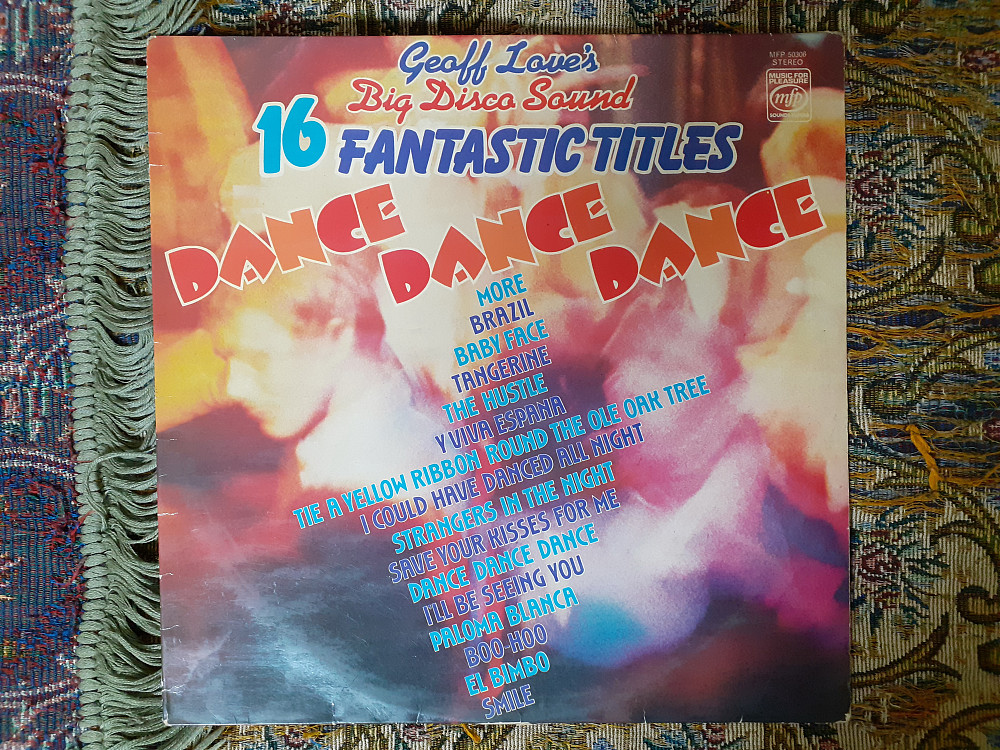 Geoff Love's
Big Disco Sound
16 FANTASTIC TITLES
MFP 50308
STEREO
MUSIC FOR
PLEASURE
mfp
DANCE DANCE DANCE
MORE
BRAZIL
BABY FACE
TANGERINE
THE HUSTLE
Y VIVA ESPANA
TIE A YELLOW RIBBON ROUND THE OLE OAK TREE
I COULD HAVE DANCED ALL NIGHT
STRANGERS IN THE NIGHT
SAVE YOUR KISSES FOR ME
DANCE DANCE DANCE
I'LL BE SEEING YOU
PALOMA BLANCA
BOO-HOO
EL BIMBO
SMILE